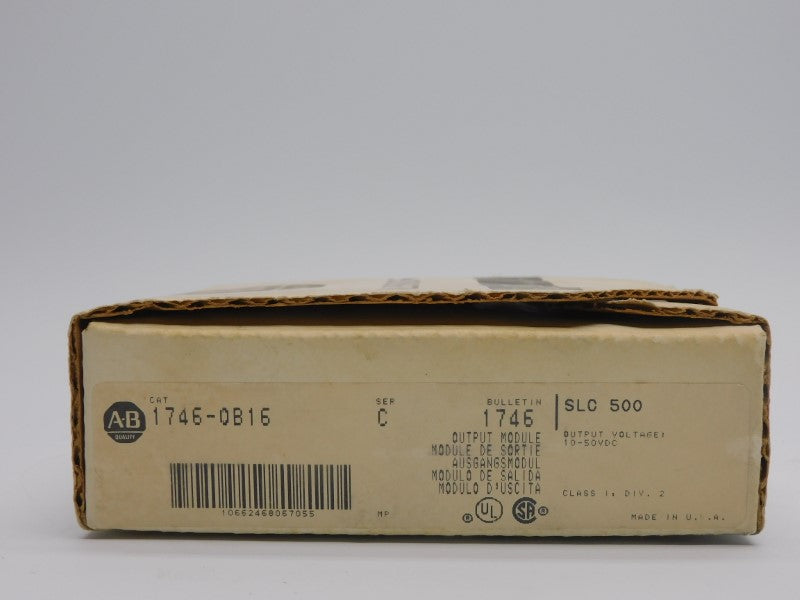 A-B
QUALITY
CAT
1746-OB16
SER
C
BULLETIN
1746
OUTPUT MODULE
MODULE DE SORTIE
AUSGANGSMODUL
MODULO DE SALIDA
MODULO D'USCITA
SLC 500
OUTPUT VOLTAGE:
10-50VDC
CLASS I, DIV. 2
10662468067055
MP
UL
SA
MADE IN U.S.A.